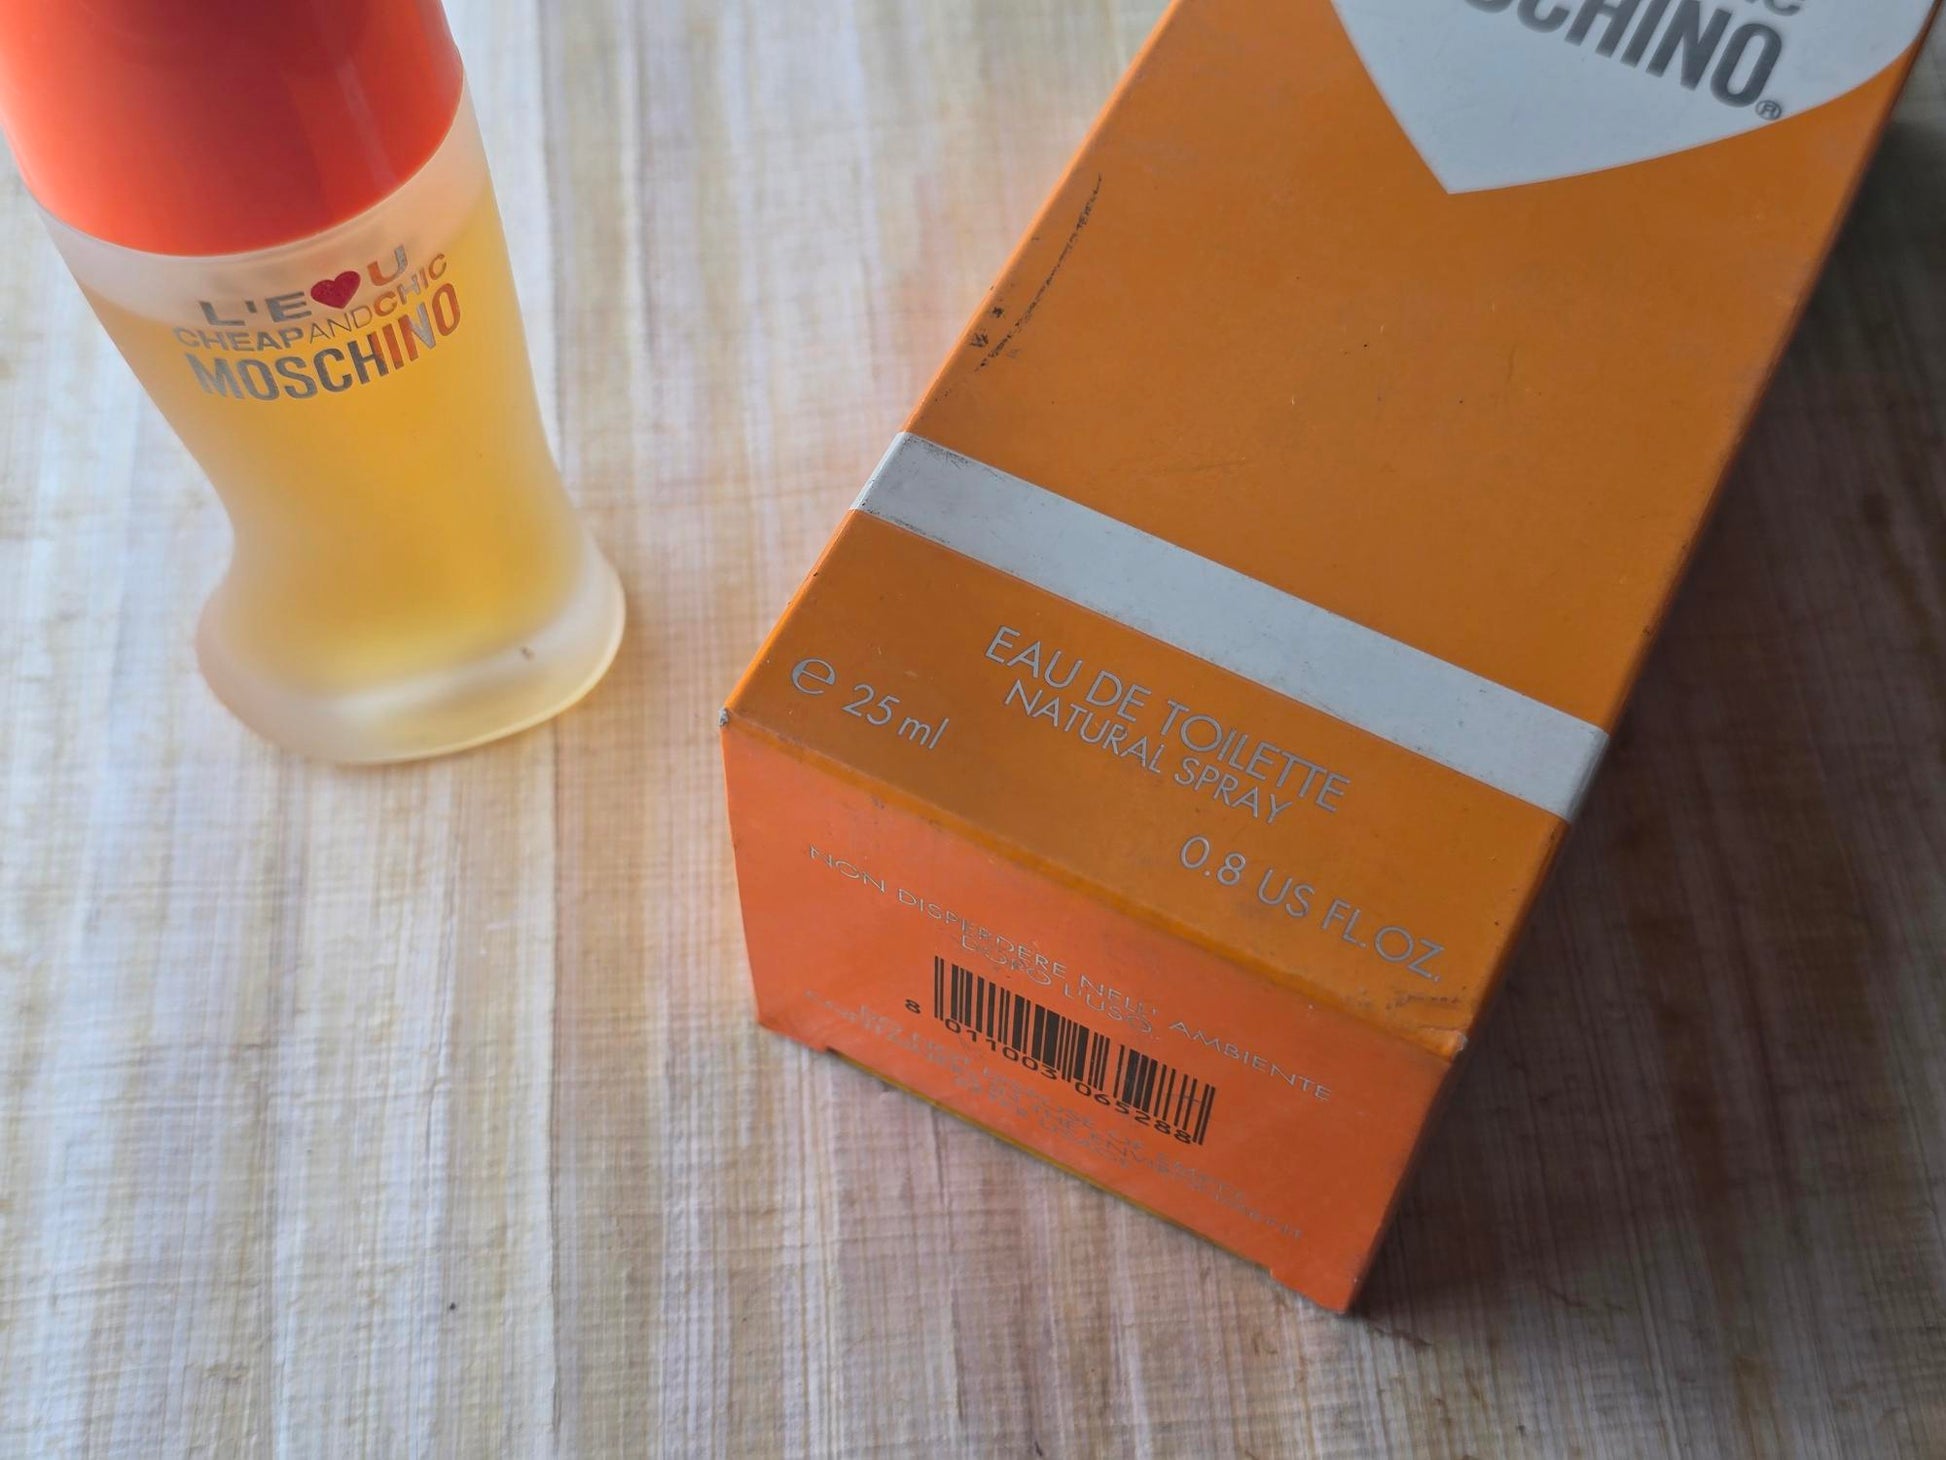 L'E♥U
CHEAPANDCHIC
MOSCHINO
MOSCHINO®
EAU DE TOILETTE
NATURAL SPRAY
℮ 25 ml
0.8 US FL.OZ.
NON DISPERDERE NELL' AMBIENTE
DOPO L'USO.
8 011003 065288